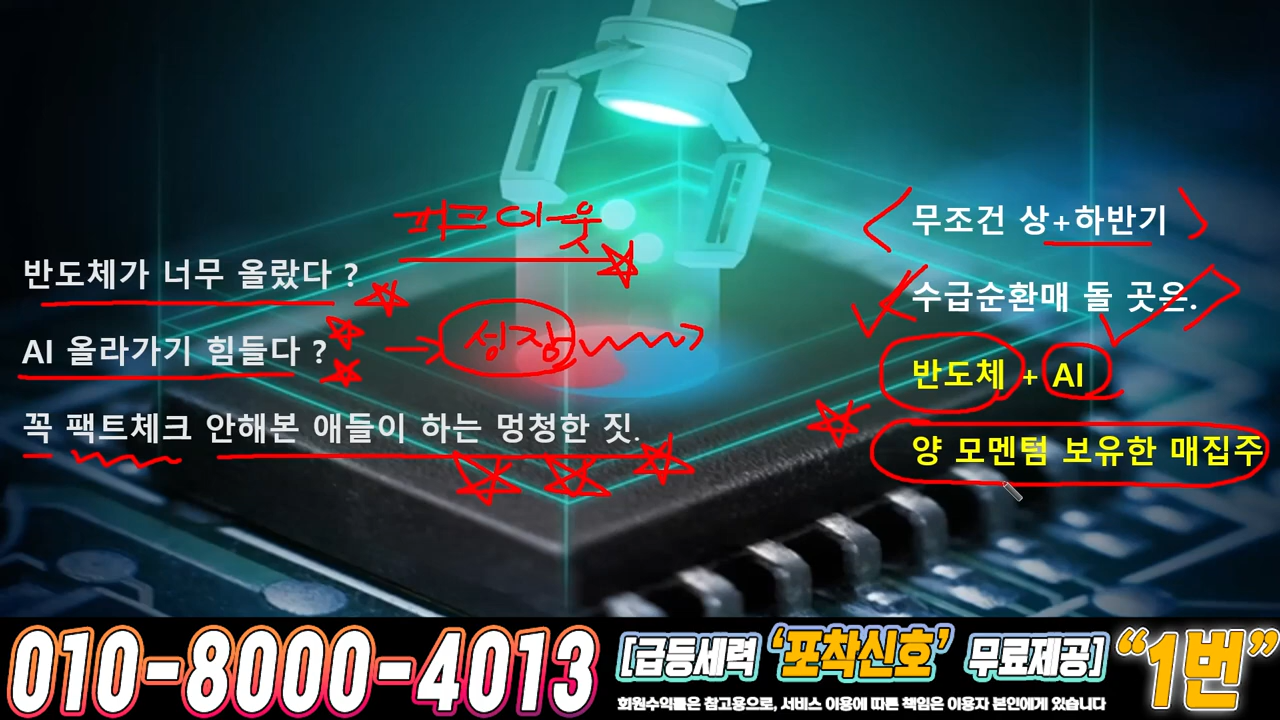 피크아웃
반도체가 너무 올랐다 ?
AI 올라가기 힘들다 ?
성장
꼭 팩트체크 안해본 애들이 하는 멍청한 짓.
무조건 상+하반기
수급순환매 돌 곳은.
반도체 + AI
양 모멘텀 보유한 매집주
010-8000-4013
[급등세력 '포착신호' 무료제공] "1번"
회원수익률은 참고용으로, 서비스 이용에 따른 책임은 이용자 본인에게 있습니다